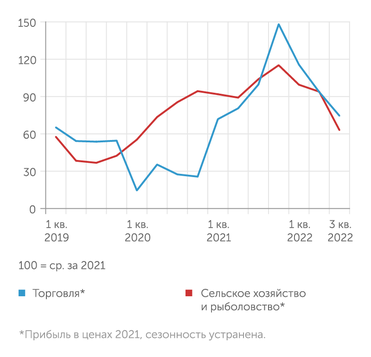 150
120
90
60
30
0
1 кв. 1 кв. 1 кв. 1 кв. 3 кв.
2019 2020 2021 2022 2022
100 = ср. за 2021
Торговля* Сельское хозяйство
и рыболовство*
*Прибыль в ценах 2021, сезонность устранена.